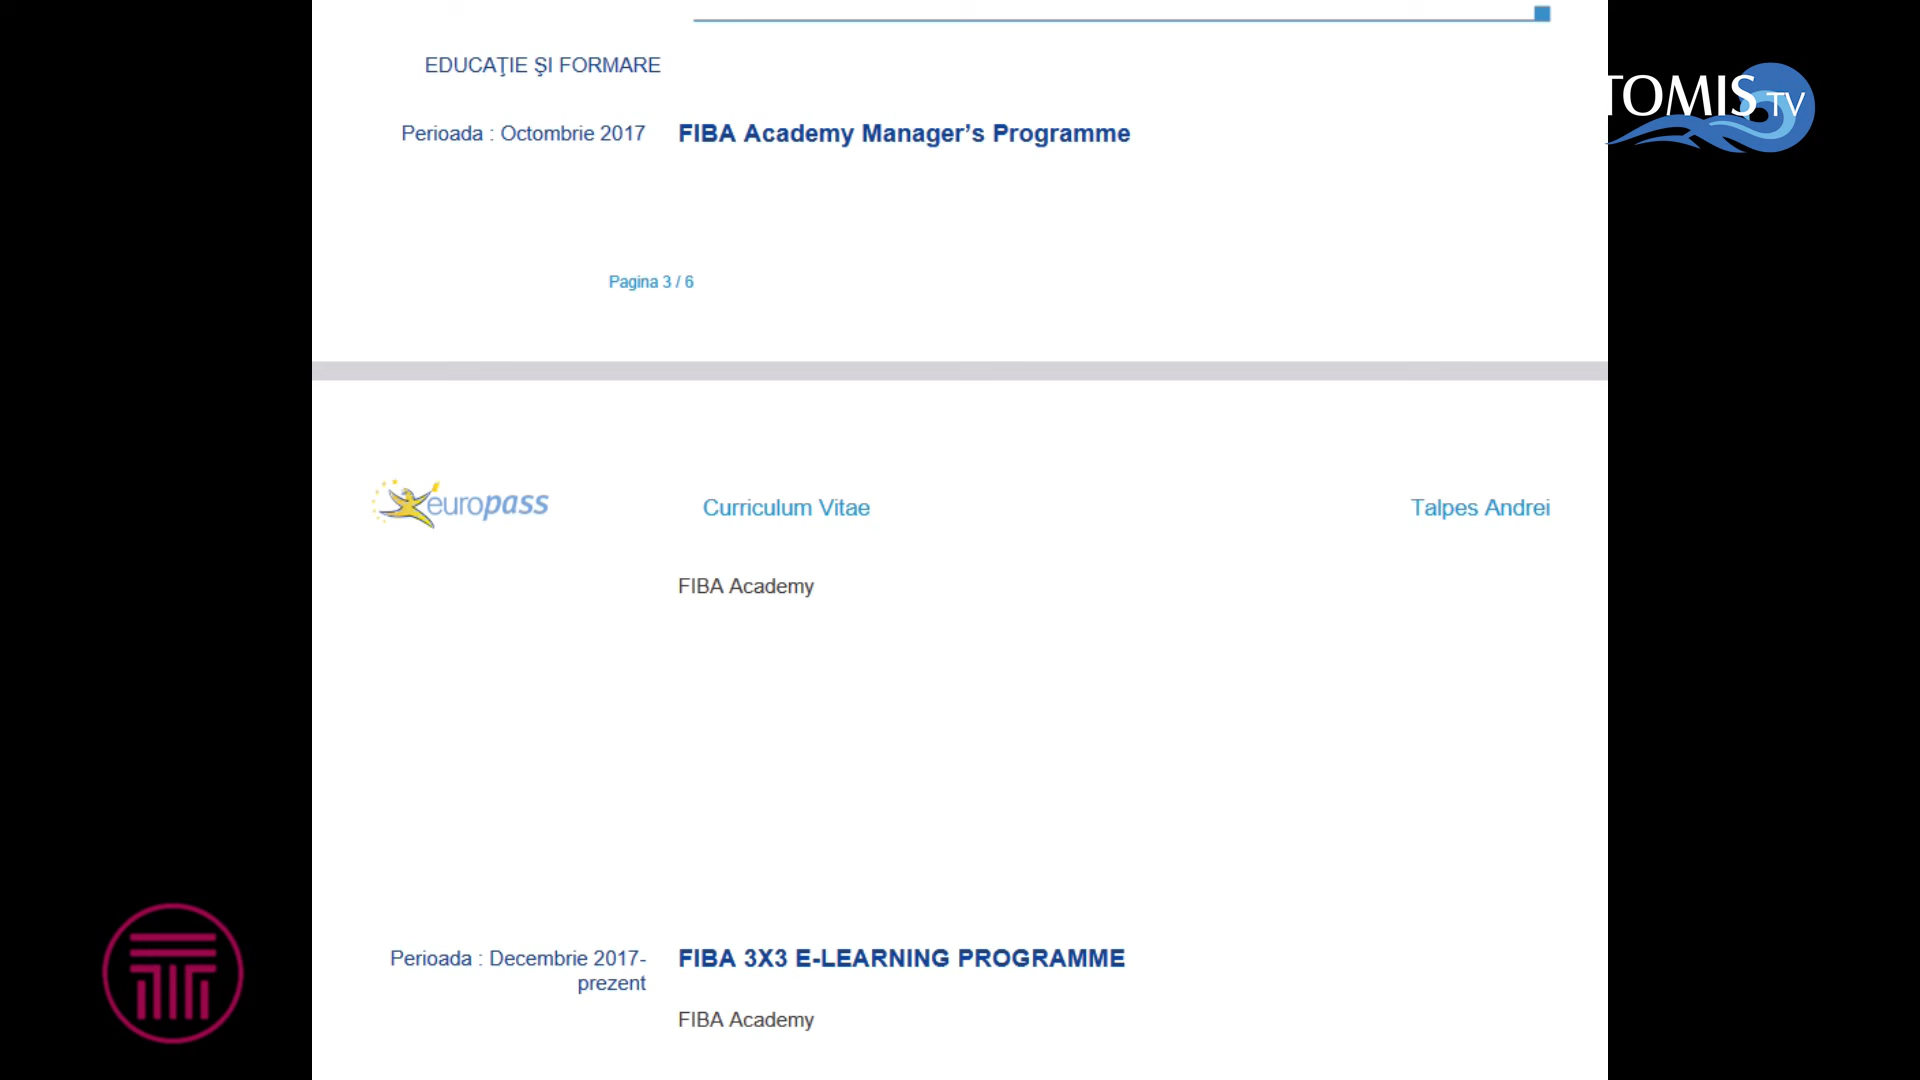 EDUCAŢIE ŞI FORMARE
TOMIS TV
Perioada : Octombrie 2017 FIBA Academy Manager’s Programme
Pagina 3 / 6
europass Curriculum Vitae Talpes Andrei
FIBA Academy
Perioada : Decembrie 2017- FIBA 3X3 E-LEARNING PROGRAMME
prezent
FIBA Academy